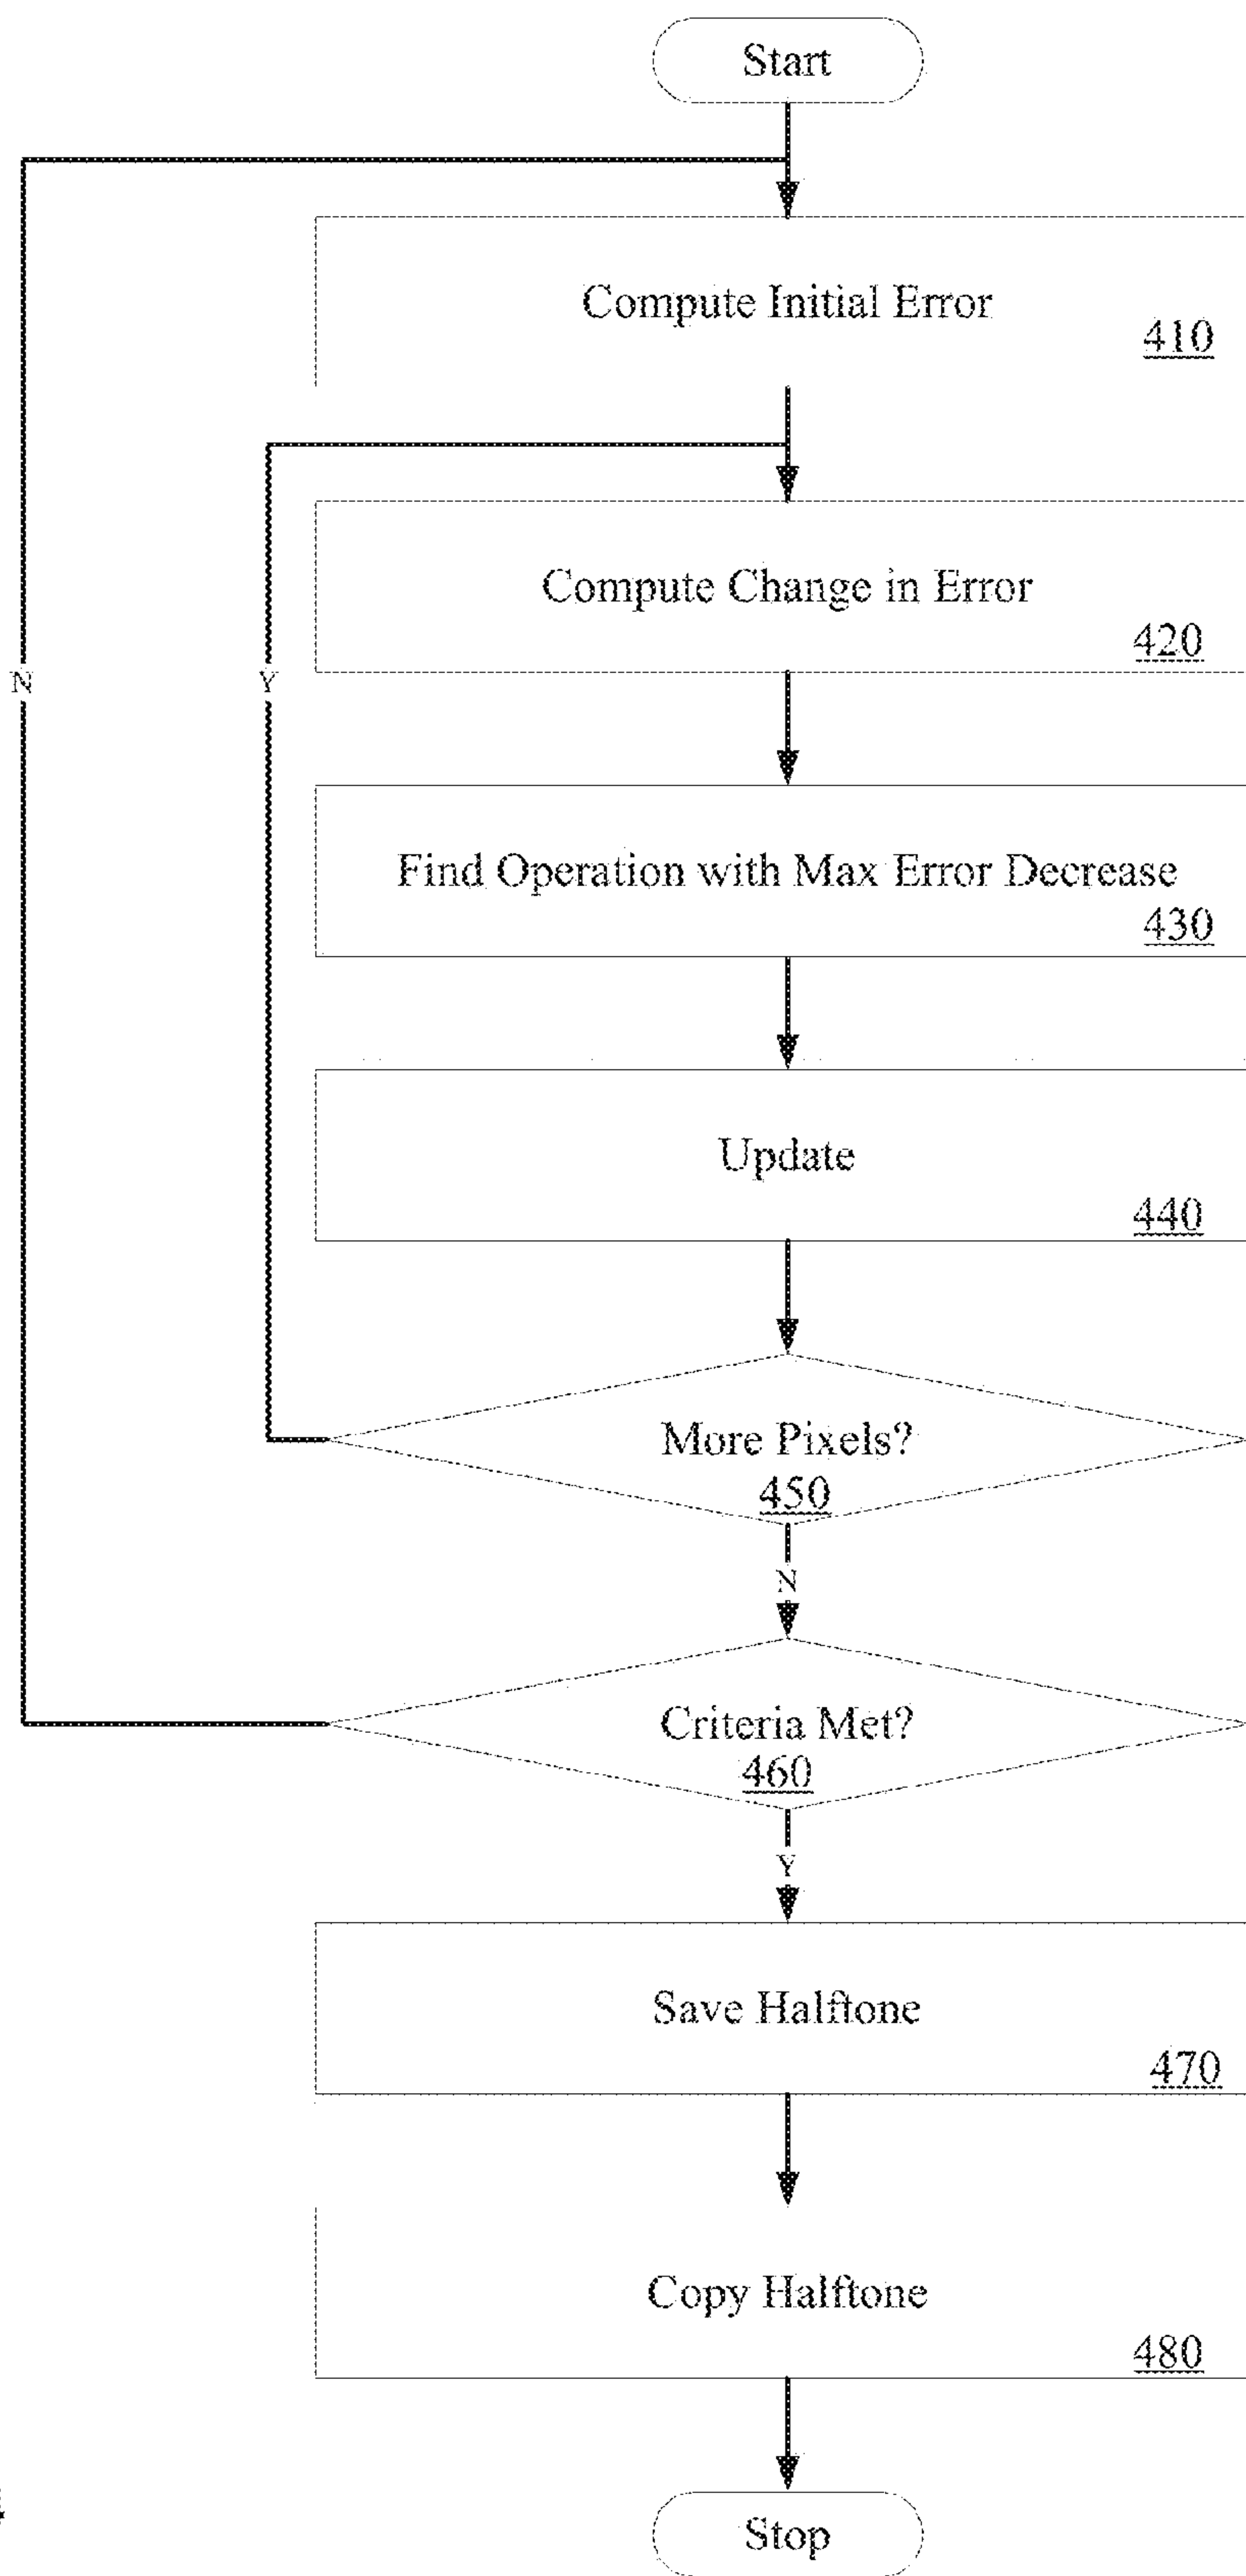 Start
Compute Initial Error
410
Compute Change in Error
420
N
Y
Find Operation with Max Error Decrease
430
Update
440
More Pixels?
450
N
Criteria Met?
460
Y
Save Halftone
470
Copy Halftone
480
Stop